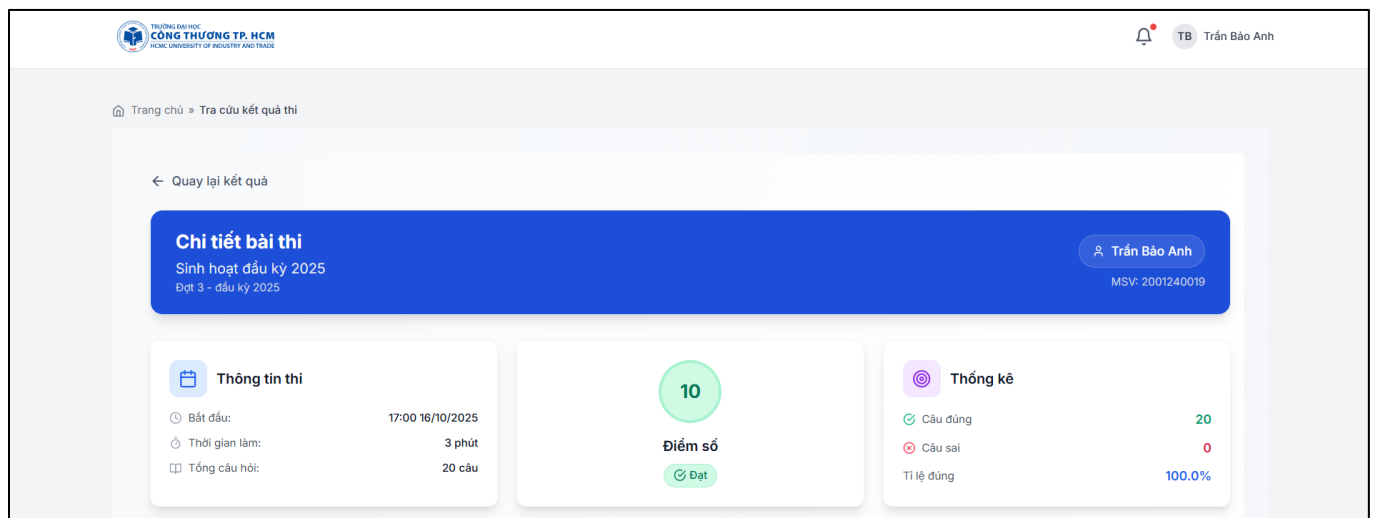 TRƯỜNG ĐẠI HỌC
CÔNG THƯƠNG TP. HCM
HCMC UNIVERSITY OF INDUSTRY AND TRADE
TB Trần Bảo Anh
Trang chủ » Tra cứu kết quả thi
← Quay lại kết quả
Chi tiết bài thi
Sinh hoạt đầu kỳ 2025
Đợt 3 - đầu kỳ 2025
Trần Bảo Anh
MSV: 2001240019
Thông tin thi
Bắt đầu: 17:00 16/10/2025
Thời gian làm: 3 phút
Tổng câu hỏi: 20 câu
10
Điểm số
Đạt
Thống kê
Câu đúng 20
Câu sai 0
Tỉ lệ đúng 100.0%